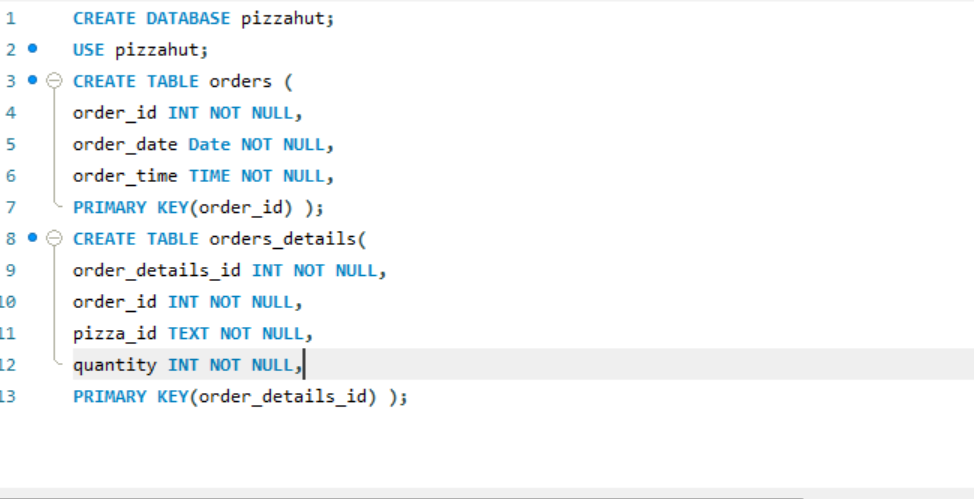 1 CREATE DATABASE pizzahut;
2 USE pizzahut;
3 CREATE TABLE orders (
4 order_id INT NOT NULL,
5 order_date Date NOT NULL,
6 order_time TIME NOT NULL,
7 PRIMARY KEY(order_id) );
8 CREATE TABLE orders_details(
9 order_details_id INT NOT NULL,
10 order_id INT NOT NULL,
11 pizza_id TEXT NOT NULL,
12 quantity INT NOT NULL,
13 PRIMARY KEY(order_details_id) );